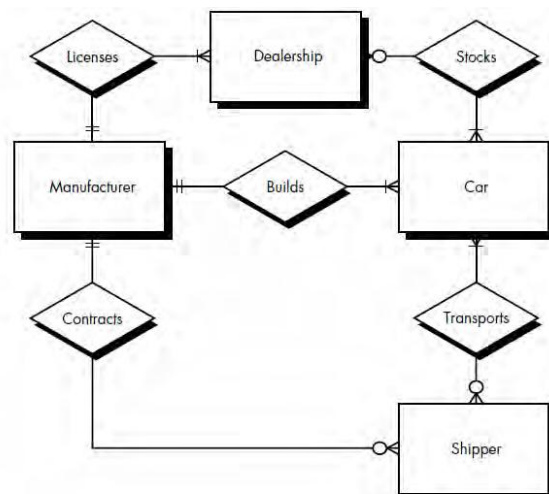 Licenses
Dealership
Stocks
Manufacturer
Builds
Car
Contracts
Transports
Shipper